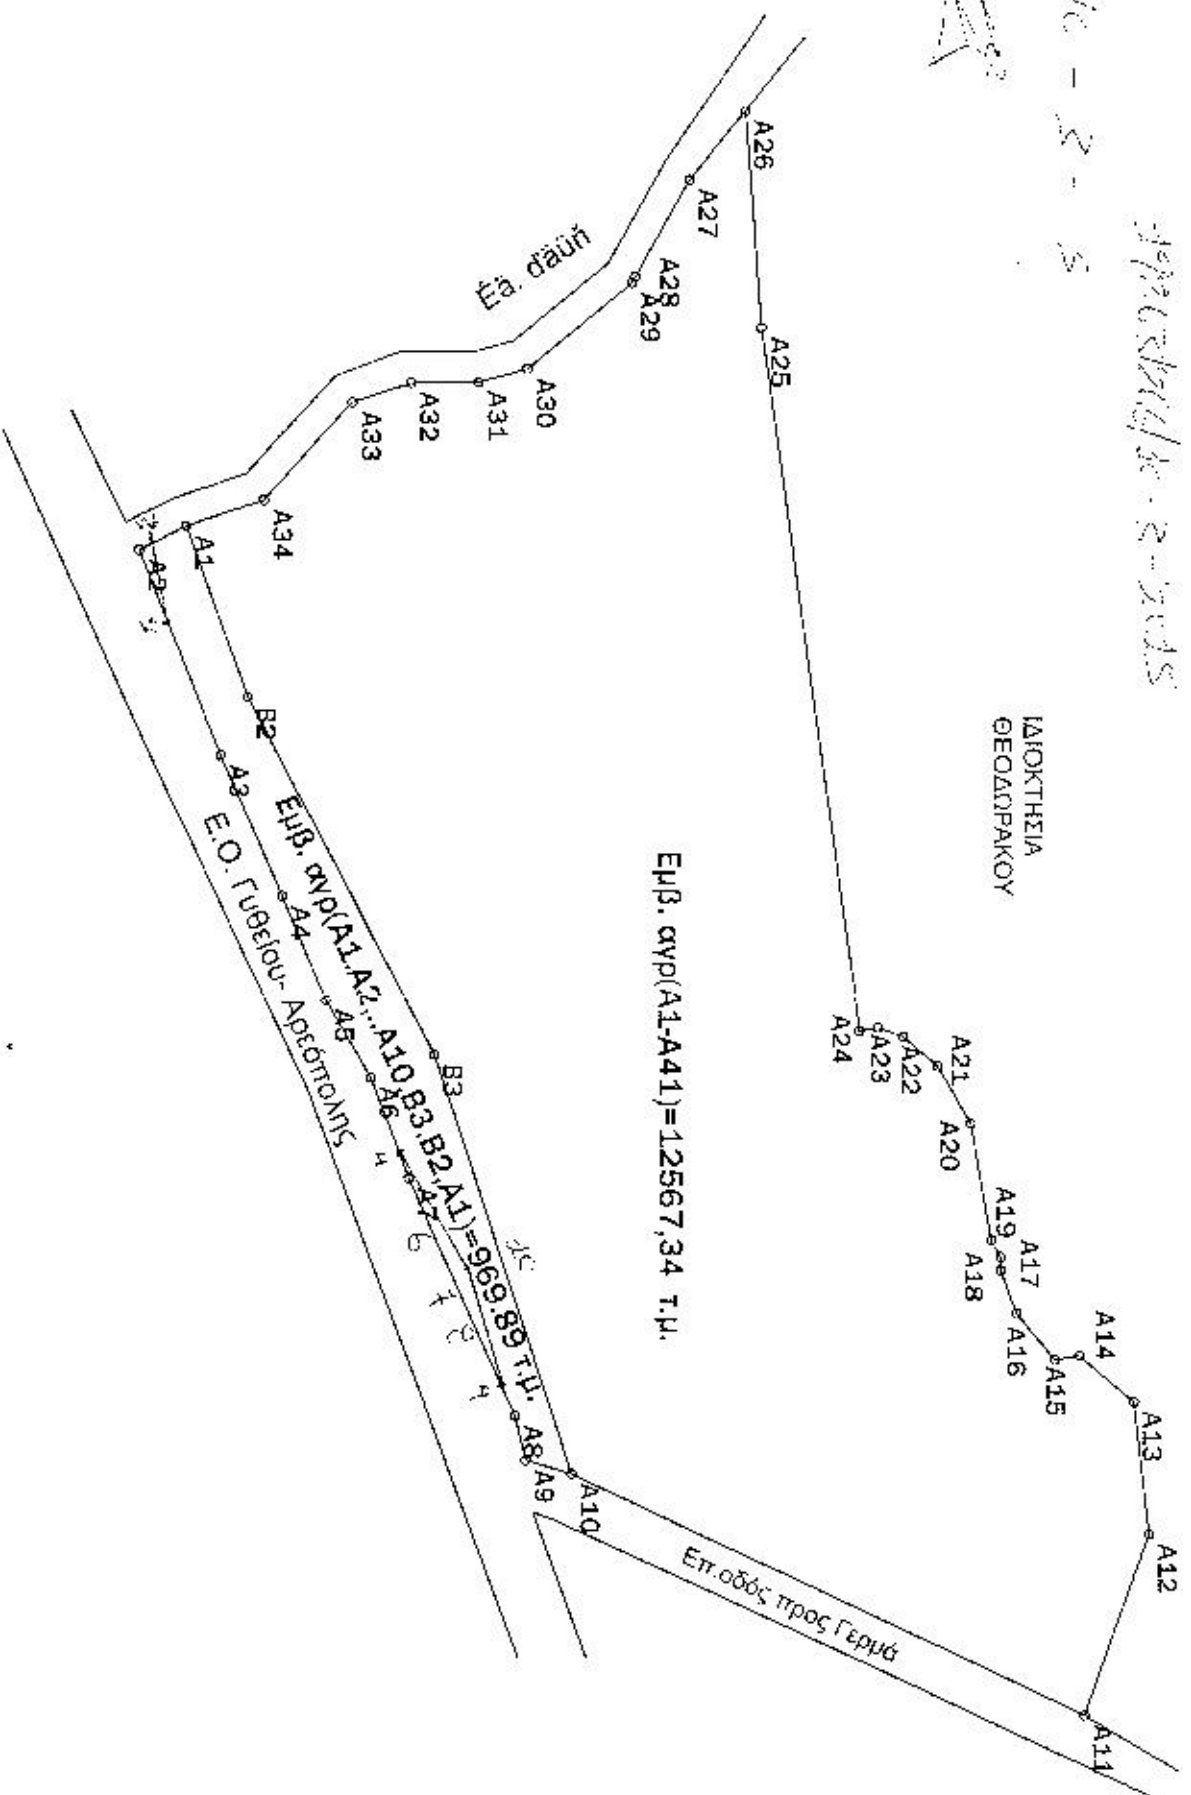 ΙΔΙΟΚΤΗΣΙΑ
ΘΕΟΔΩΡΑΚΟΥ
Εμβ. αγρ(Α1-Α41)=12567,34 τ.μ.
Εμβ. αγρ(Α1,Α2,..Α10,Β3,Β2,Α1)=969.89 τ.μ.
Ε.Ο. Γυθείου- Αρεόπολης
Επ.οδός προς Γερμα
Éä. äüñ
A26
A27
A28
A29
A25
A30
A31
A32
A33
A34
A1
A2
B2
A3
A4
A5
A6
B3
A7
A8
A9
A10
A11
A12
A13
A14
A15
A16
A17
A18
A19
A20
A21
A22
A23
A24